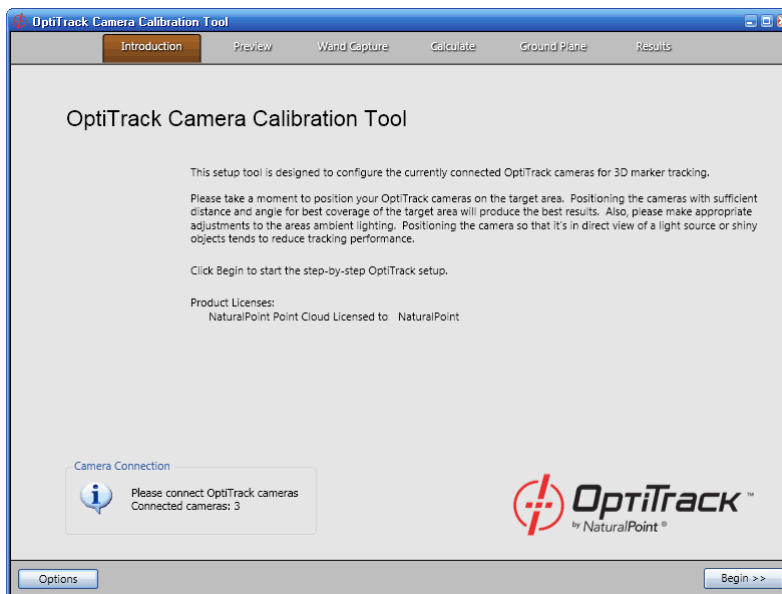 OptiTrack Camera Calibration Tool
Introduction Preview Wand Capture Calculate Ground Plane Results
OptiTrack Camera Calibration Tool
This setup tool is designed to configure the currently connected OptiTrack cameras for 3D marker tracking.
Please take a moment to position your OptiTrack cameras on the target area. Positioning the cameras with sufficient
distance and angle for best coverage of the target area will produce the best results. Also, please make appropriate
adjustments to the areas ambient lighting. Positioning the camera so that it's in direct view of a light source or shiny
objects tends to reduce tracking performance.
Click Begin to start the step-by-step OptiTrack setup.
Product Licenses:
NaturalPoint Point Cloud Licensed to NaturalPoint
Camera Connection
Please connect OptiTrack cameras
Connected cameras: 3
OptiTrack ™
by NaturalPoint ®
Options
Begin >>